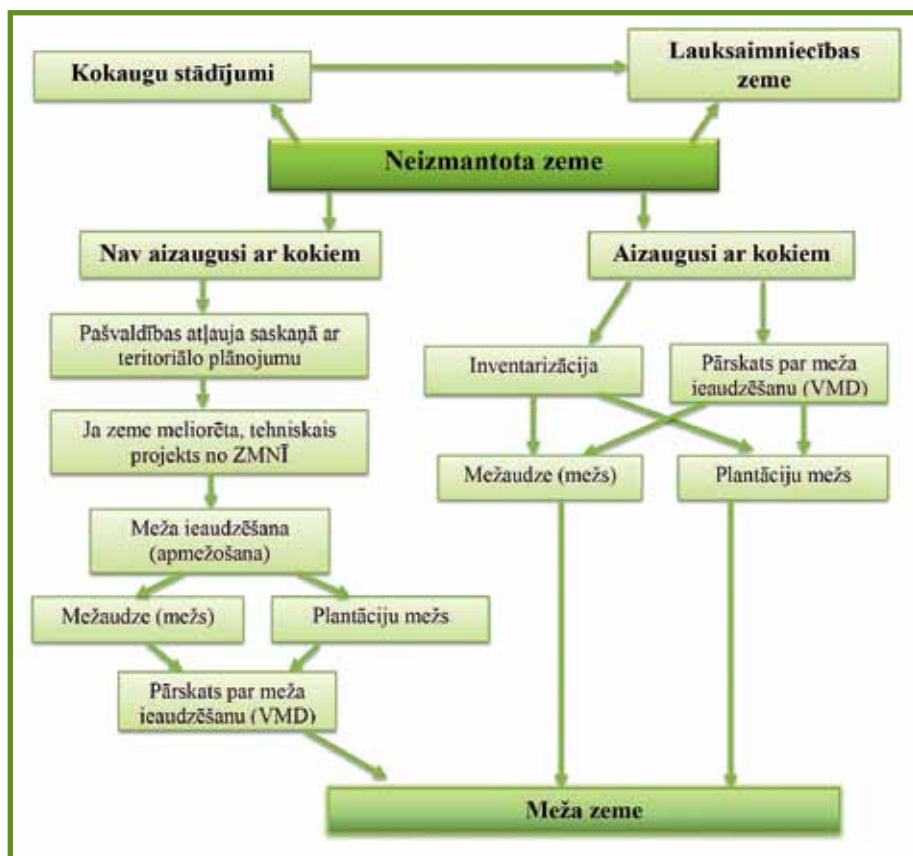 Kokaugu stādījumi
Lauksaimniecības
zeme
Neizmantota zeme
Nav aizaugusi ar kokiem
Aizaugusi ar kokiem
Pašvaldības atļauja saskaņā ar
teritoriālo plānojumu
Inventarizācija
Pārskats par meža
ieaudzēšanu (VMD)
Ja zeme meliorēta, tehniskais
projekts no ZMNĪ
Mežaudze (mežs)
Plantāciju mežs
Meža ieaudzēšana
(apmežošana)
Mežaudze (mežs)
Plantāciju mežs
Pārskats par meža
ieaudzēšanu (VMD)
Meža zeme